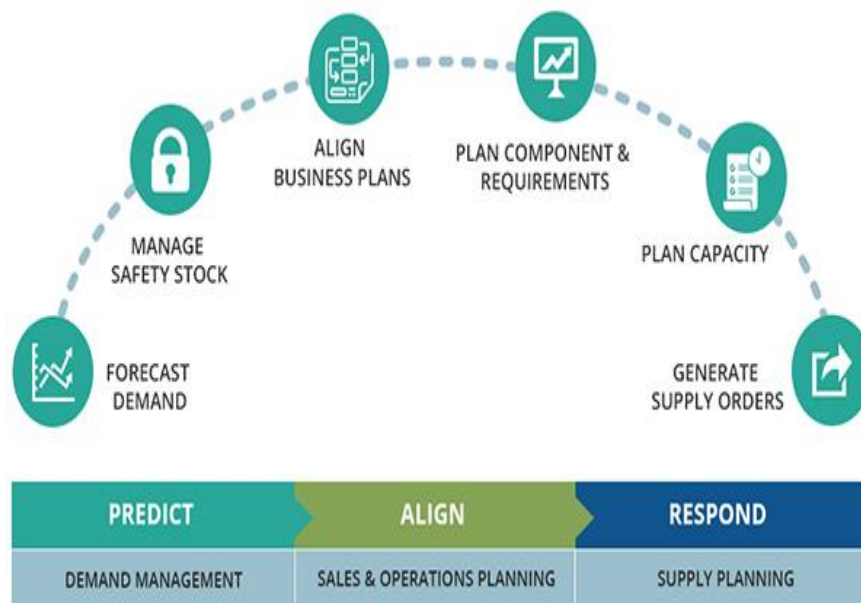 ALIGN
BUSINESS PLANS
PLAN COMPONENT &
REQUIREMENTS
MANAGE
SAFETY STOCK
PLAN CAPACITY
FORECAST
DEMAND
GENERATE
SUPPLY ORDERS
PREDICT
ALIGN
RESPOND
DEMAND MANAGEMENT
SALES & OPERATIONS PLANNING
SUPPLY PLANNING